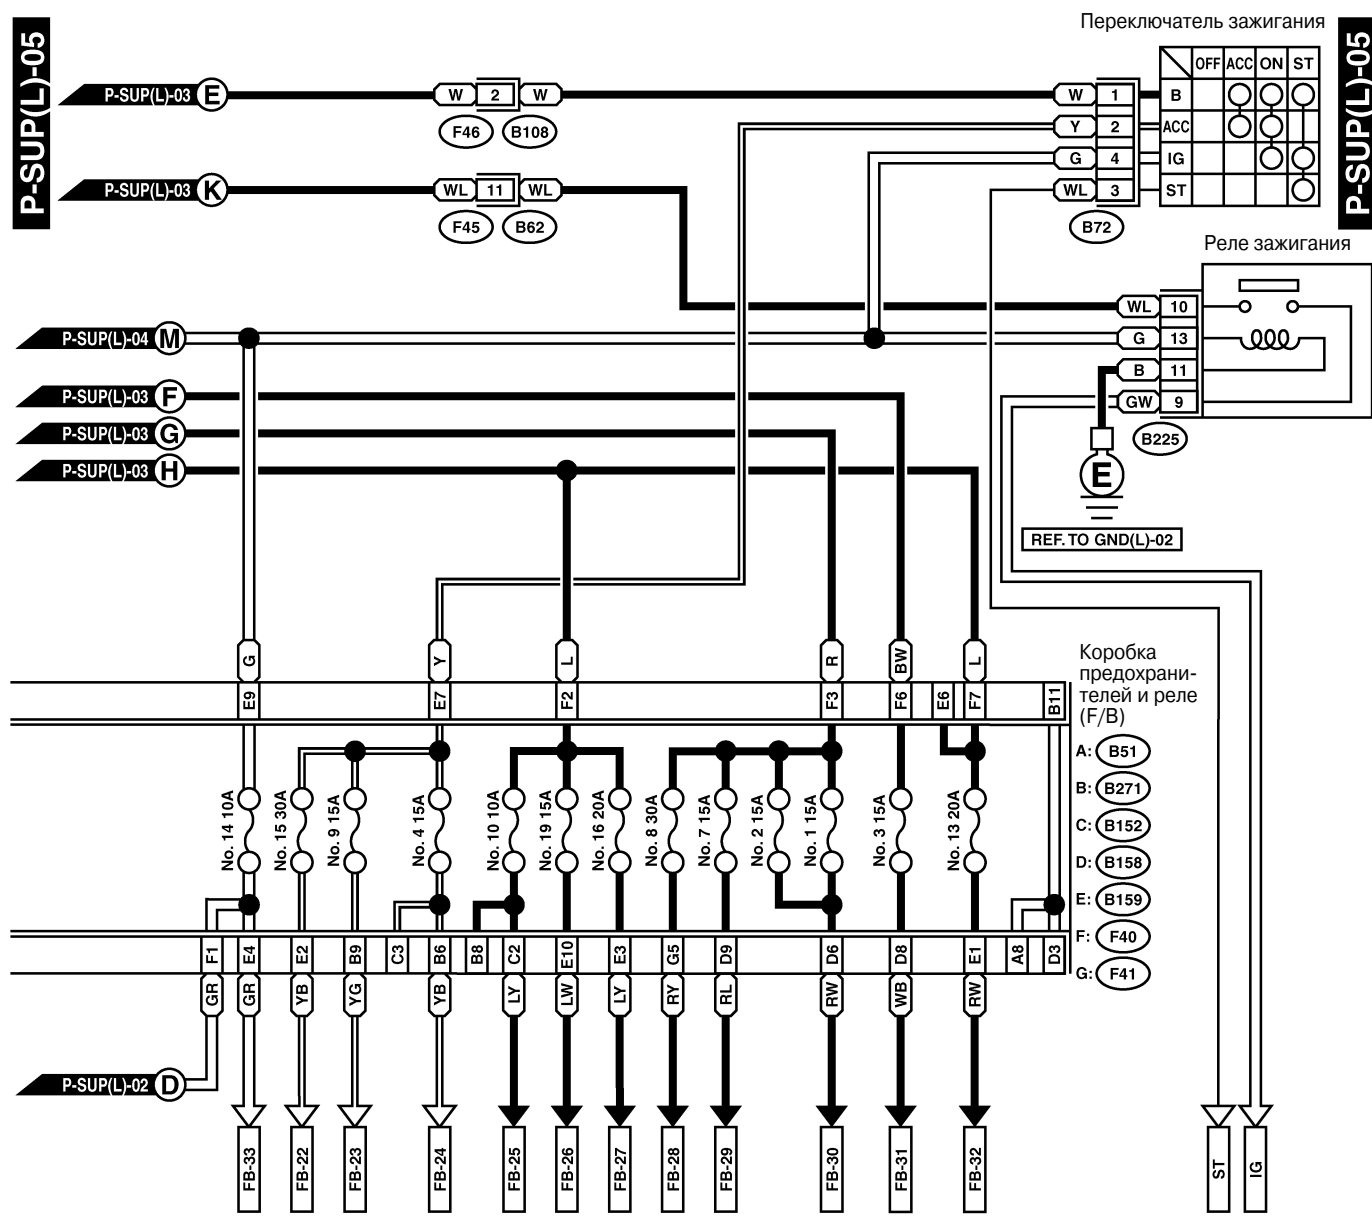 Переключатель зажигания
P-SUP(L)-05
P-SUP(L)-05
OFF ACC ON ST
P-SUP(L)-03 E W 2 W W 1 B
F46 B108 Y 2 ACC
G 4 IG
P-SUP(L)-03 K WL 11 WL WL 3 ST
F45 B62 B72
Реле зажигания
WL 10
P-SUP(L)-04 M G 13
B 11
P-SUP(L)-03 F GW 9
P-SUP(L)-03 G B225
P-SUP(L)-03 H E
REF. TO GND(L)-02
G Y L R BW L
E9 E7 F2 F3 F6 E6 F7 B11
Коробка
предохрани-
телей и реле
(F/B)
A: B51
B: B271
C: B152
D: B158
E: B159
F: F40
G: F41
No. 14 10A
No. 15 30A
No. 9 15A
No. 4 15A
No. 10 10A
No. 19 15A
No. 16 20A
No. 8 30A
No. 7 15A
No. 2 15A
No. 1 15A
No. 3 15A
No. 13 20A
F1 E4 E2 B9 C3 B6 B8 C2 E10 E3 G5 D9 D6 D8 E1 A8 D3
GR GR YB YG YB LY LW LY RY RL RW WB RW
P-SUP(L)-02 D
FB-33 FB-22 FB-23 FB-24 FB-25 FB-26 FB-27 FB-28 FB-29 FB-30 FB-31 FB-32 ST IG